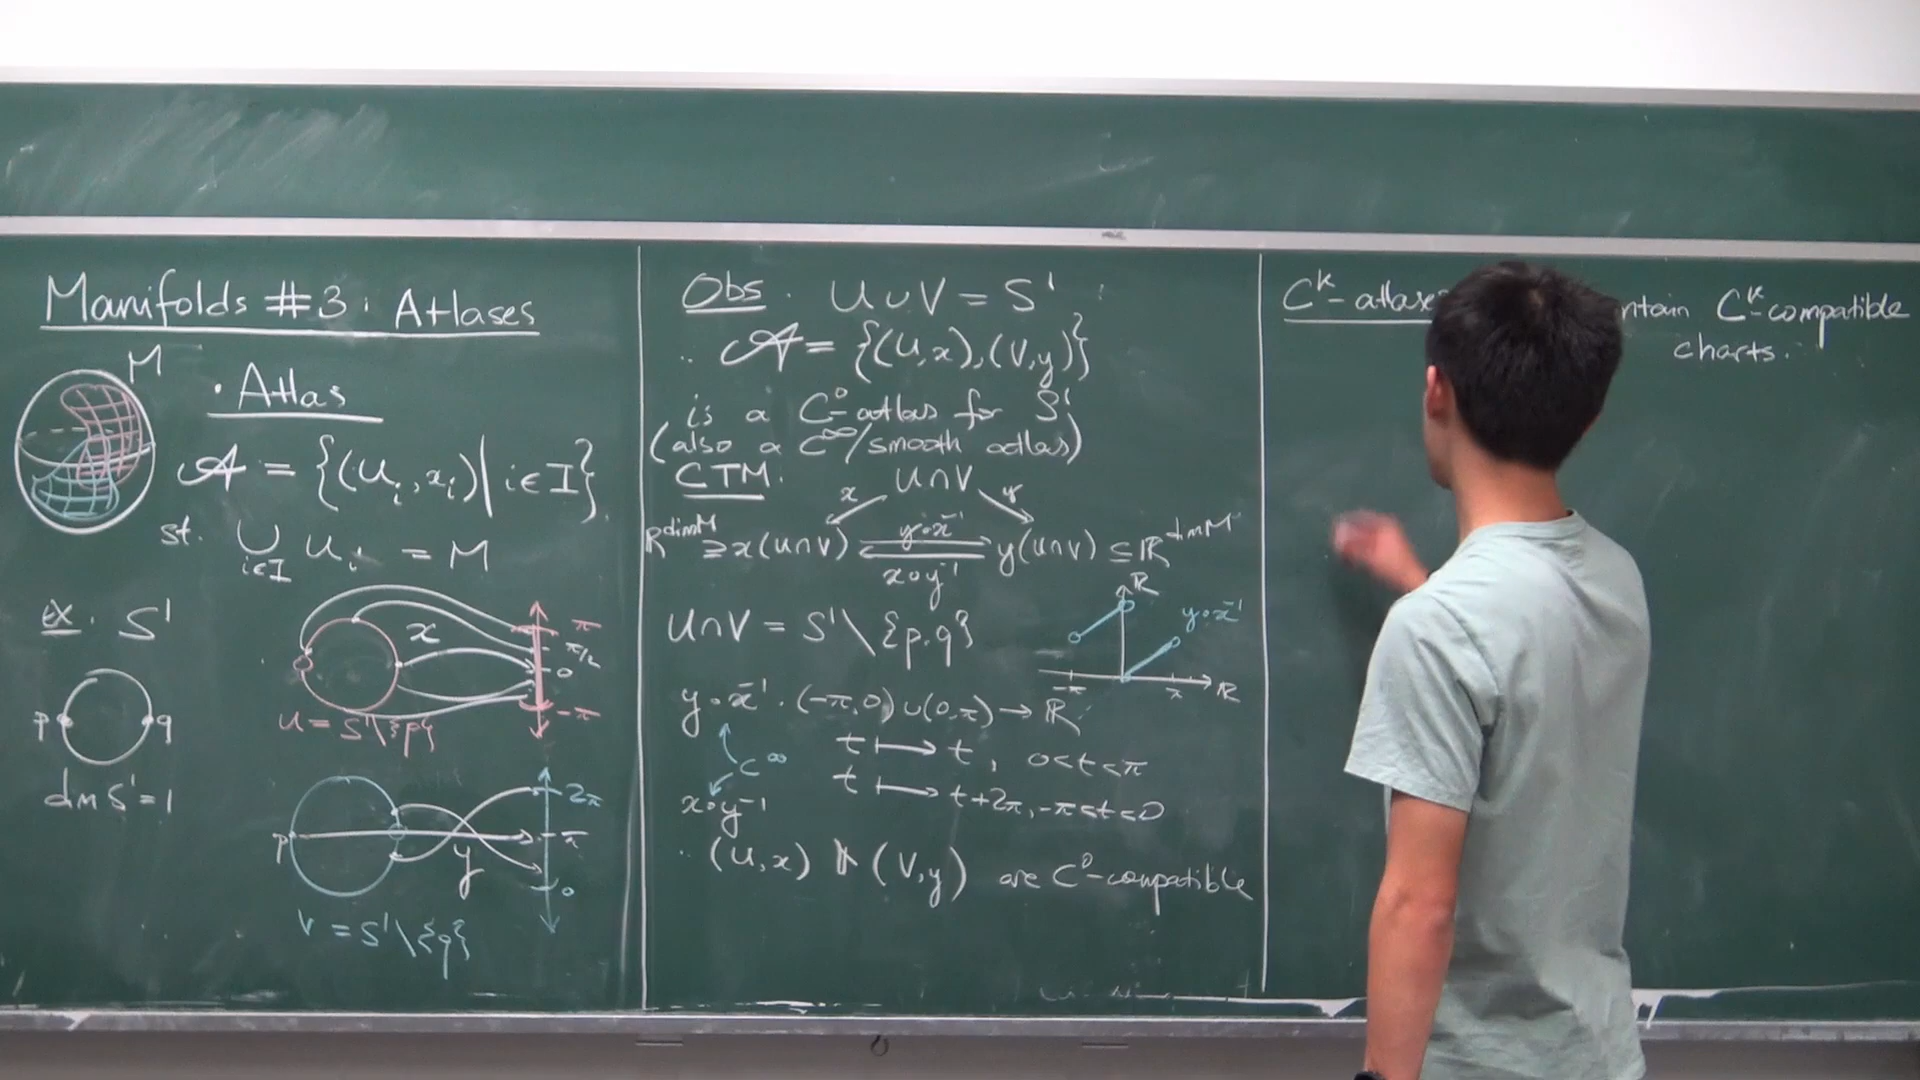 Manifolds #3: Atlases
M
· Atlas
𝒜 = {(Uᵢ, xᵢ) | i∈I}
st. ∪ Uᵢ = M
i∈I
ex. S¹
p q
dim S¹ = 1
x
π
π/2
0
-π
U = S¹\{p}
p
y
2π
π
0
V = S¹\{q}
Obs. U∪V = S¹
∴ 𝒜 = {(U,x),(V,y)}
is a C⁰-atlas for S¹
(also a C^∞/smooth atlas)
CTM. U∩V
x y
ℝ^dimM ⊇ x(U∩V) y∘x⁻¹ y(U∩V) ⊆ ℝ^dimM
x∘y⁻¹
U∩V = S¹\{p,q}
ℝ
y∘x⁻¹
-π π ℝ
y∘x⁻¹: (-π,0)∪(0,π) → ℝ
t ↦ t, 0<t<π
C^∞
t ↦ t+2π, -π<t<0
x∘y⁻¹
∴ (U,x) & (V,y) are C⁰-compatible
C^k-atlas ntain C^k-compatible
charts.